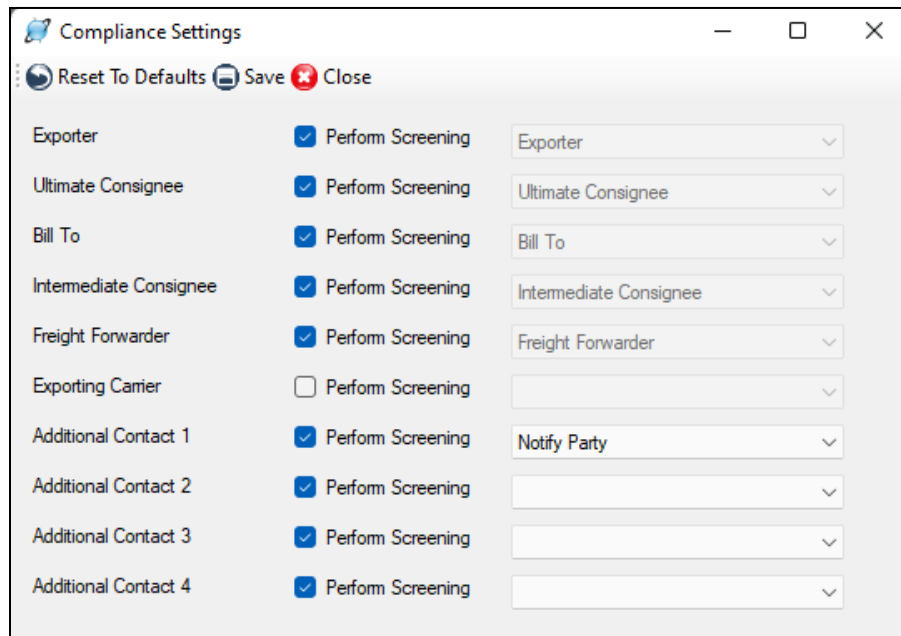 Compliance Settings
Reset To Defaults Save Close
Exporter Perform Screening Exporter
Ultimate Consignee Perform Screening Ultimate Consignee
Bill To Perform Screening Bill To
Intermediate Consignee Perform Screening Intermediate Consignee
Freight Forwarder Perform Screening Freight Forwarder
Exporting Carrier Perform Screening
Additional Contact 1 Perform Screening Notify Party
Additional Contact 2 Perform Screening
Additional Contact 3 Perform Screening
Additional Contact 4 Perform Screening